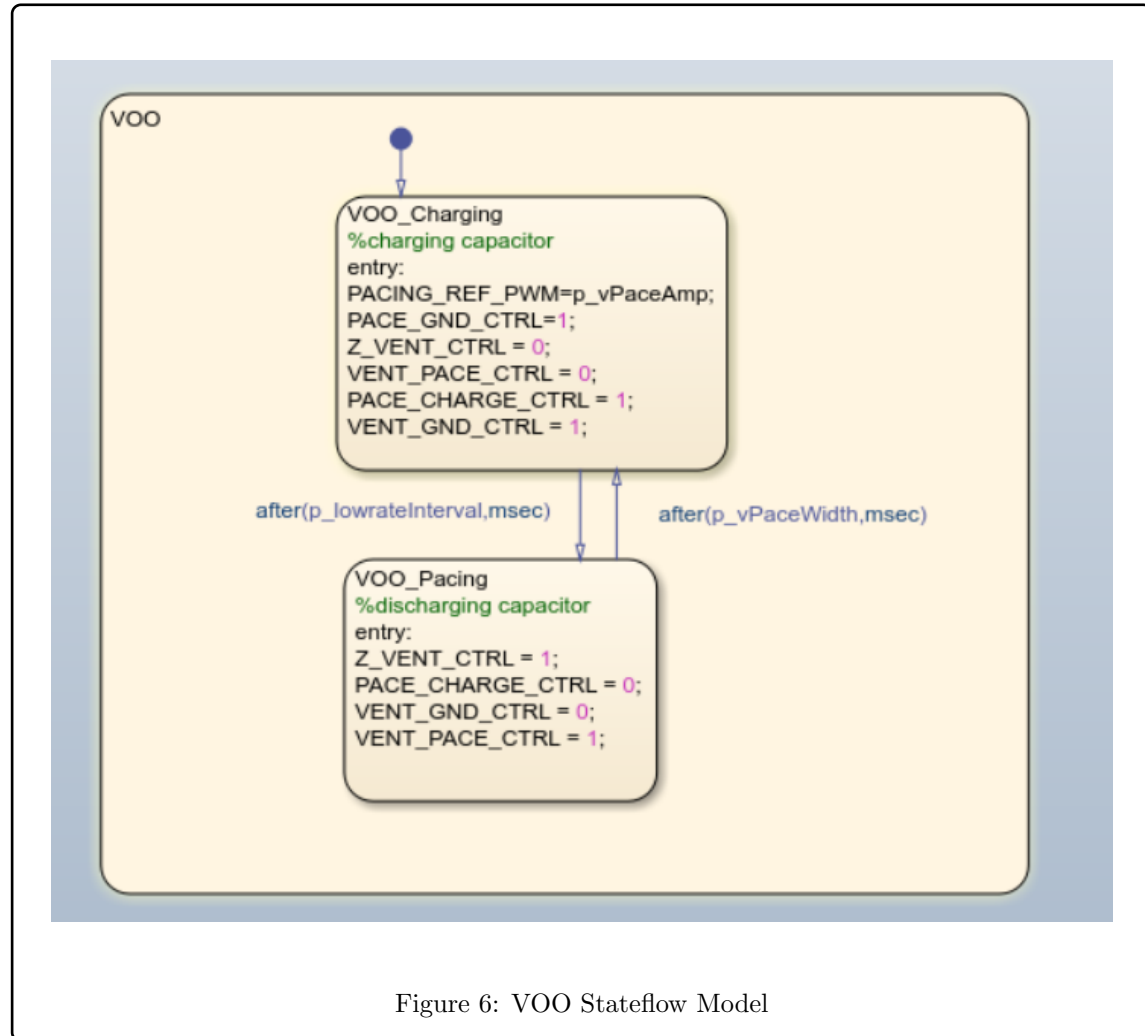 VOO
VOO_Charging
%charging capacitor
entry:
PACING_REF_PWM=p_vPaceAmp;
PACE_GND_CTRL=1;
Z_VENT_CTRL = 0;
VENT_PACE_CTRL = 0;
PACE_CHARGE_CTRL = 1;
VENT_GND_CTRL = 1;
after(p_lowrateInterval,msec)
after(p_vPaceWidth,msec)
VOO_Pacing
%discharging capacitor
entry:
Z_VENT_CTRL = 1;
PACE_CHARGE_CTRL = 0;
VENT_GND_CTRL = 0;
VENT_PACE_CTRL = 1;
Figure 6: VOO Stateflow Model